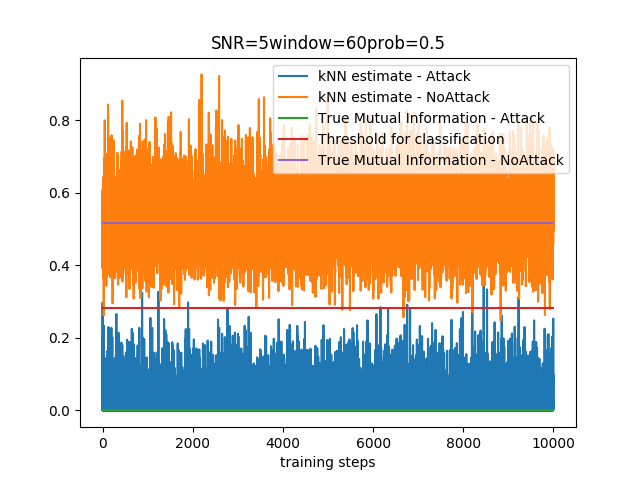 SNR=5window=60prob=0.5
kNN estimate - Attack
kNN estimate - NoAttack
True Mutual Information - Attack
Threshold for classification
True Mutual Information - NoAttack
0.8
0.6
0.4
0.2
0.0
0 2000 4000 6000 8000 10000
training steps